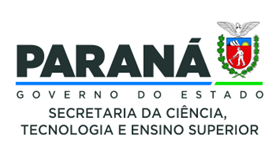 PARANÁ
GOVERNO DO ESTADO
SECRETARIA DA CIÊNCIA,
TECNOLOGIA E ENSINO SUPERIOR